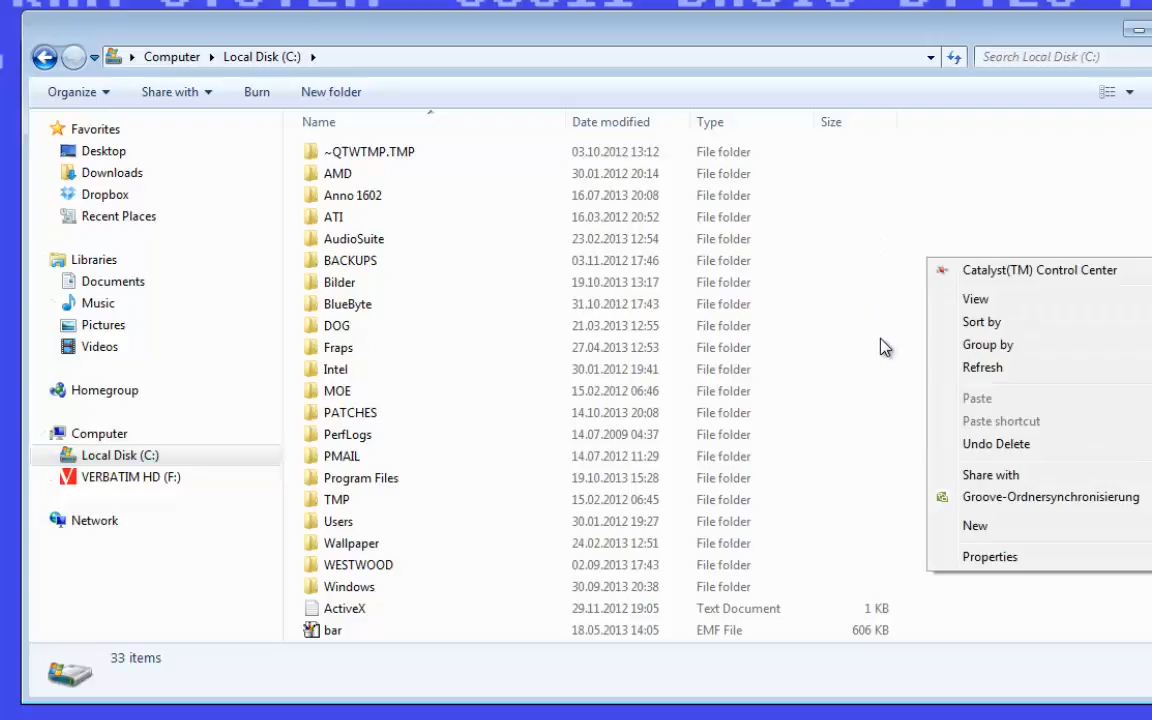 RAM SYSTEM 38911 BASIC BYTES F
Computer Local Disk (C:)
Search Local Disk (C:)
Organize Share with Burn New folder
Favorites
Desktop
Downloads
Dropbox
Recent Places
Libraries
Documents
Music
Pictures
Videos
Homegroup
Computer
Local Disk (C:)
VERBATIM HD (F:)
Network
Name Date modified Type Size
~QTWTMP.TMP 03.10.2012 13:12 File folder
AMD 30.01.2012 20:14 File folder
Anno 1602 16.07.2013 20:08 File folder
ATI 16.03.2012 20:52 File folder
AudioSuite 23.02.2013 12:54 File folder
BACKUPS 03.11.2012 17:46 File folder
Bilder 19.10.2013 13:17 File folder
BlueByte 31.10.2012 17:43 File folder
DOG 21.03.2013 12:55 File folder
Fraps 27.04.2013 12:53 File folder
Intel 30.01.2012 19:41 File folder
MOE 15.02.2012 06:46 File folder
PATCHES 14.10.2013 20:08 File folder
PerfLogs 14.07.2009 04:37 File folder
PMAIL 14.07.2012 11:29 File folder
Program Files 19.10.2013 15:28 File folder
TMP 15.02.2012 06:45 File folder
Users 30.01.2012 19:27 File folder
Wallpaper 24.02.2013 12:51 File folder
WESTWOOD 02.09.2013 17:43 File folder
Windows 30.09.2013 20:38 File folder
ActiveX 29.11.2012 19:05 Text Document 1 KB
bar 18.05.2013 14:05 EMF File 606 KB
Catalyst(TM) Control Center
View
Sort by
Group by
Refresh
Paste
Paste shortcut
Undo Delete
Share with
Groove-Ordnersynchronisierung
New
Properties
33 items